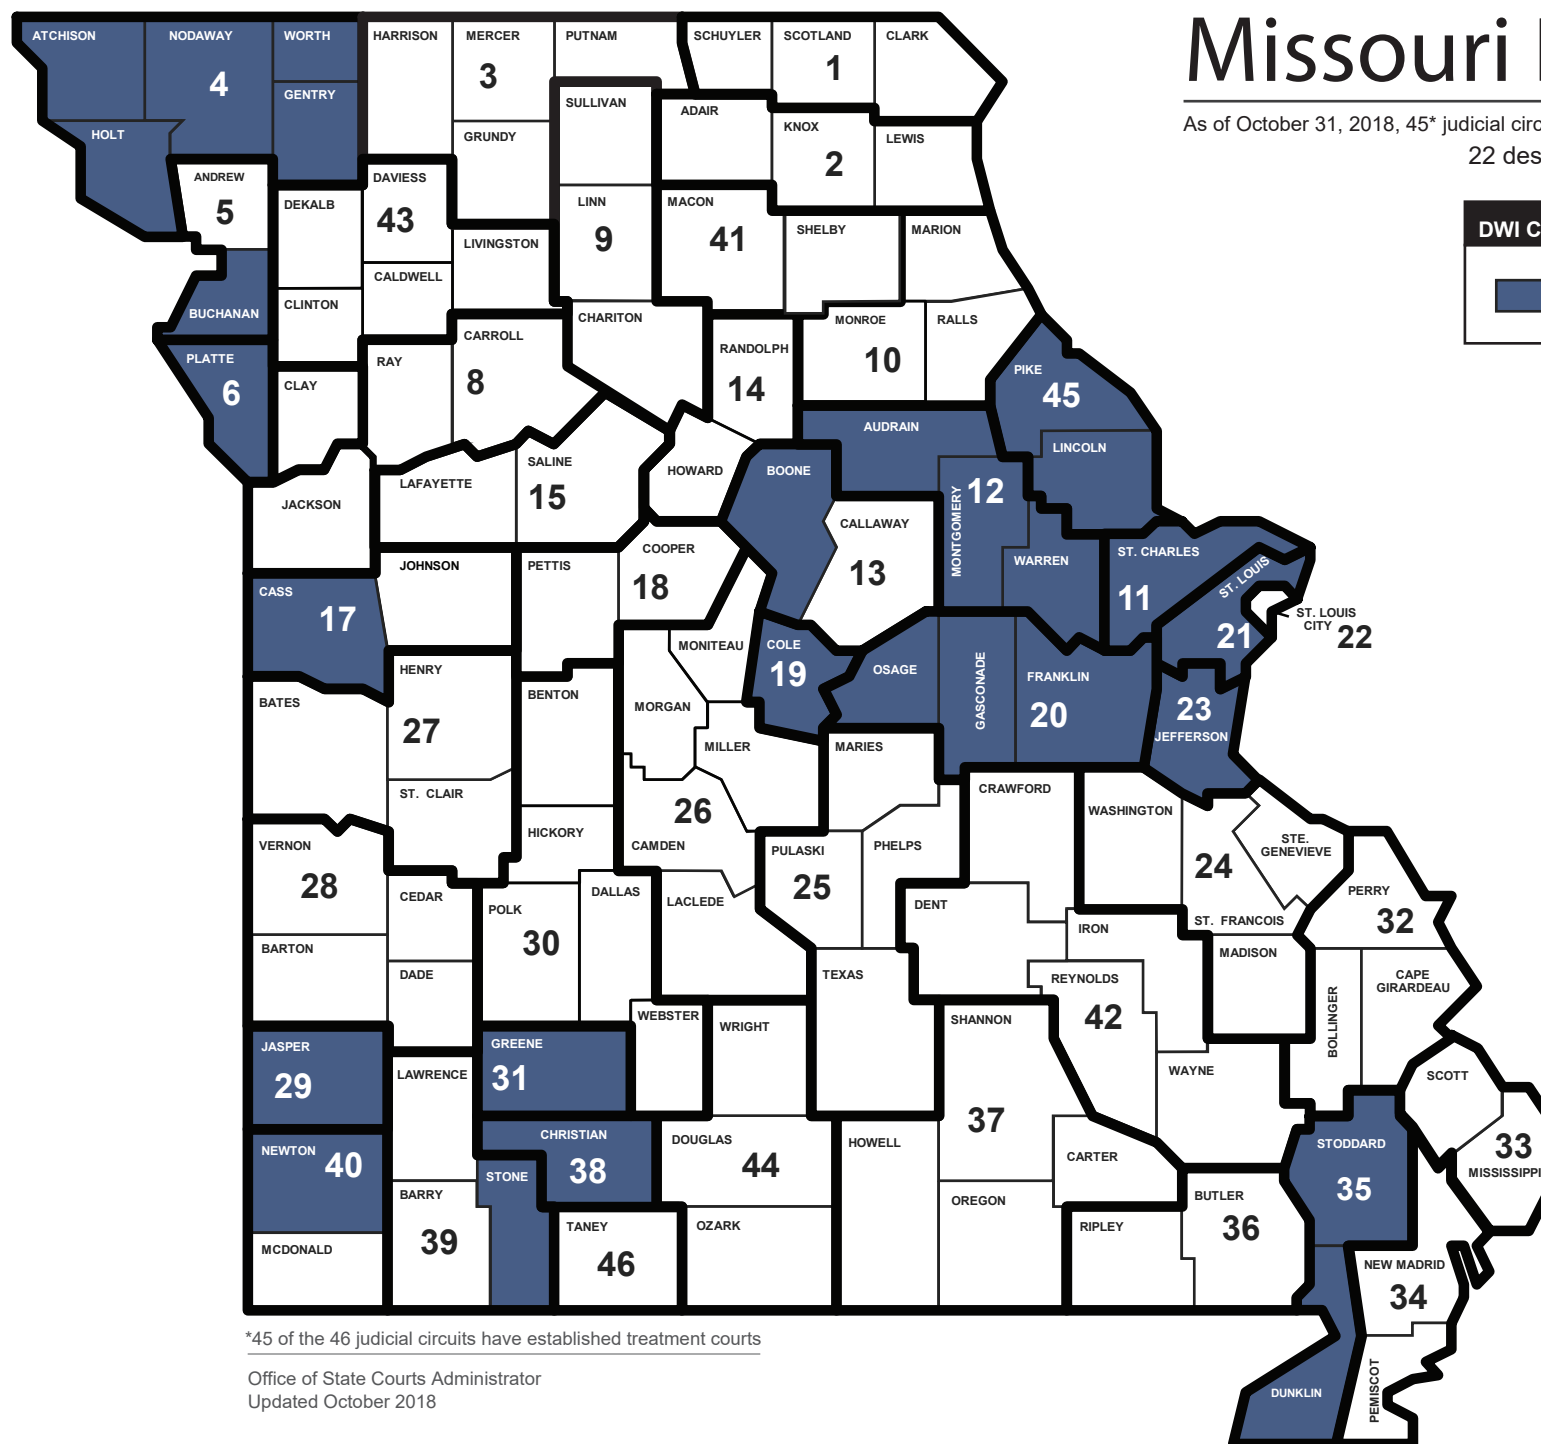 Missouri
As of October 31, 2018, 45* judicial circ
22 des
DWI C
ATCHISON
NODAWAY
WORTH
HARRISON
MERCER
PUTNAM
SCHUYLER
SCOTLAND
CLARK
4
3
1
GENTRY
SULLIVAN
ADAIR
HOLT
GRUNDY
KNOX
LEWIS
2
ANDREW
5
DEKALB
DAVIESS
43
LINN
9
MACON
41
SHELBY
MARION
LIVINGSTON
CALDWELL
CLINTON
BUCHANAN
CHARITON
MONROE
RALLS
10
PLATTE
6
CLAY
RAY
CARROLL
8
RANDOLPH
14
PIKE
45
AUDRAIN
LINCOLN
SALINE
15
HOWARD
BOONE
LAFAYETTE
JACKSON
MONTGOMERY
12
CALLAWAY
13
COOPER
18
JOHNSON
PETTIS
WARREN
ST. CHARLES
11
ST. LOUIS
21
ST. LOUIS
CITY 22
CASS
17
MONITEAU
COLE
19
OSAGE
GASCONADE
FRANKLIN
20
23
JEFFERSON
HENRY
27
BENTON
BATES
MORGAN
MILLER
MARIES
ST. CLAIR
CRAWFORD
WASHINGTON
26
CAMDEN
HICKORY
VERNON
28
PULASKI
25
PHELPS
24
STE.
GENEVIEVE
PERRY
32
CEDAR
POLK
30
DALLAS
LACLEDE
DENT
IRON
ST. FRANCOIS
BARTON
DADE
TEXAS
REYNOLDS
42
MADISON
BOLLINGER
CAPE
GIRARDEAU
WEBSTER
WRIGHT
SHANNON
JASPER
29
LAWRENCE
GREENE
31
WAYNE
SCOTT
37
NEWTON
40
CHRISTIAN
38
STONE
DOUGLAS
44
HOWELL
CARTER
STODDARD
35
33
MISSISSIPPI
BARRY
39
OREGON
BUTLER
36
MCDONALD
TANEY
46
OZARK
RIPLEY
NEW MADRID
34
DUNKLIN
PEMISCOT
*45 of the 46 judicial circuits have established treatment courts
Office of State Courts Administrator
Updated October 2018